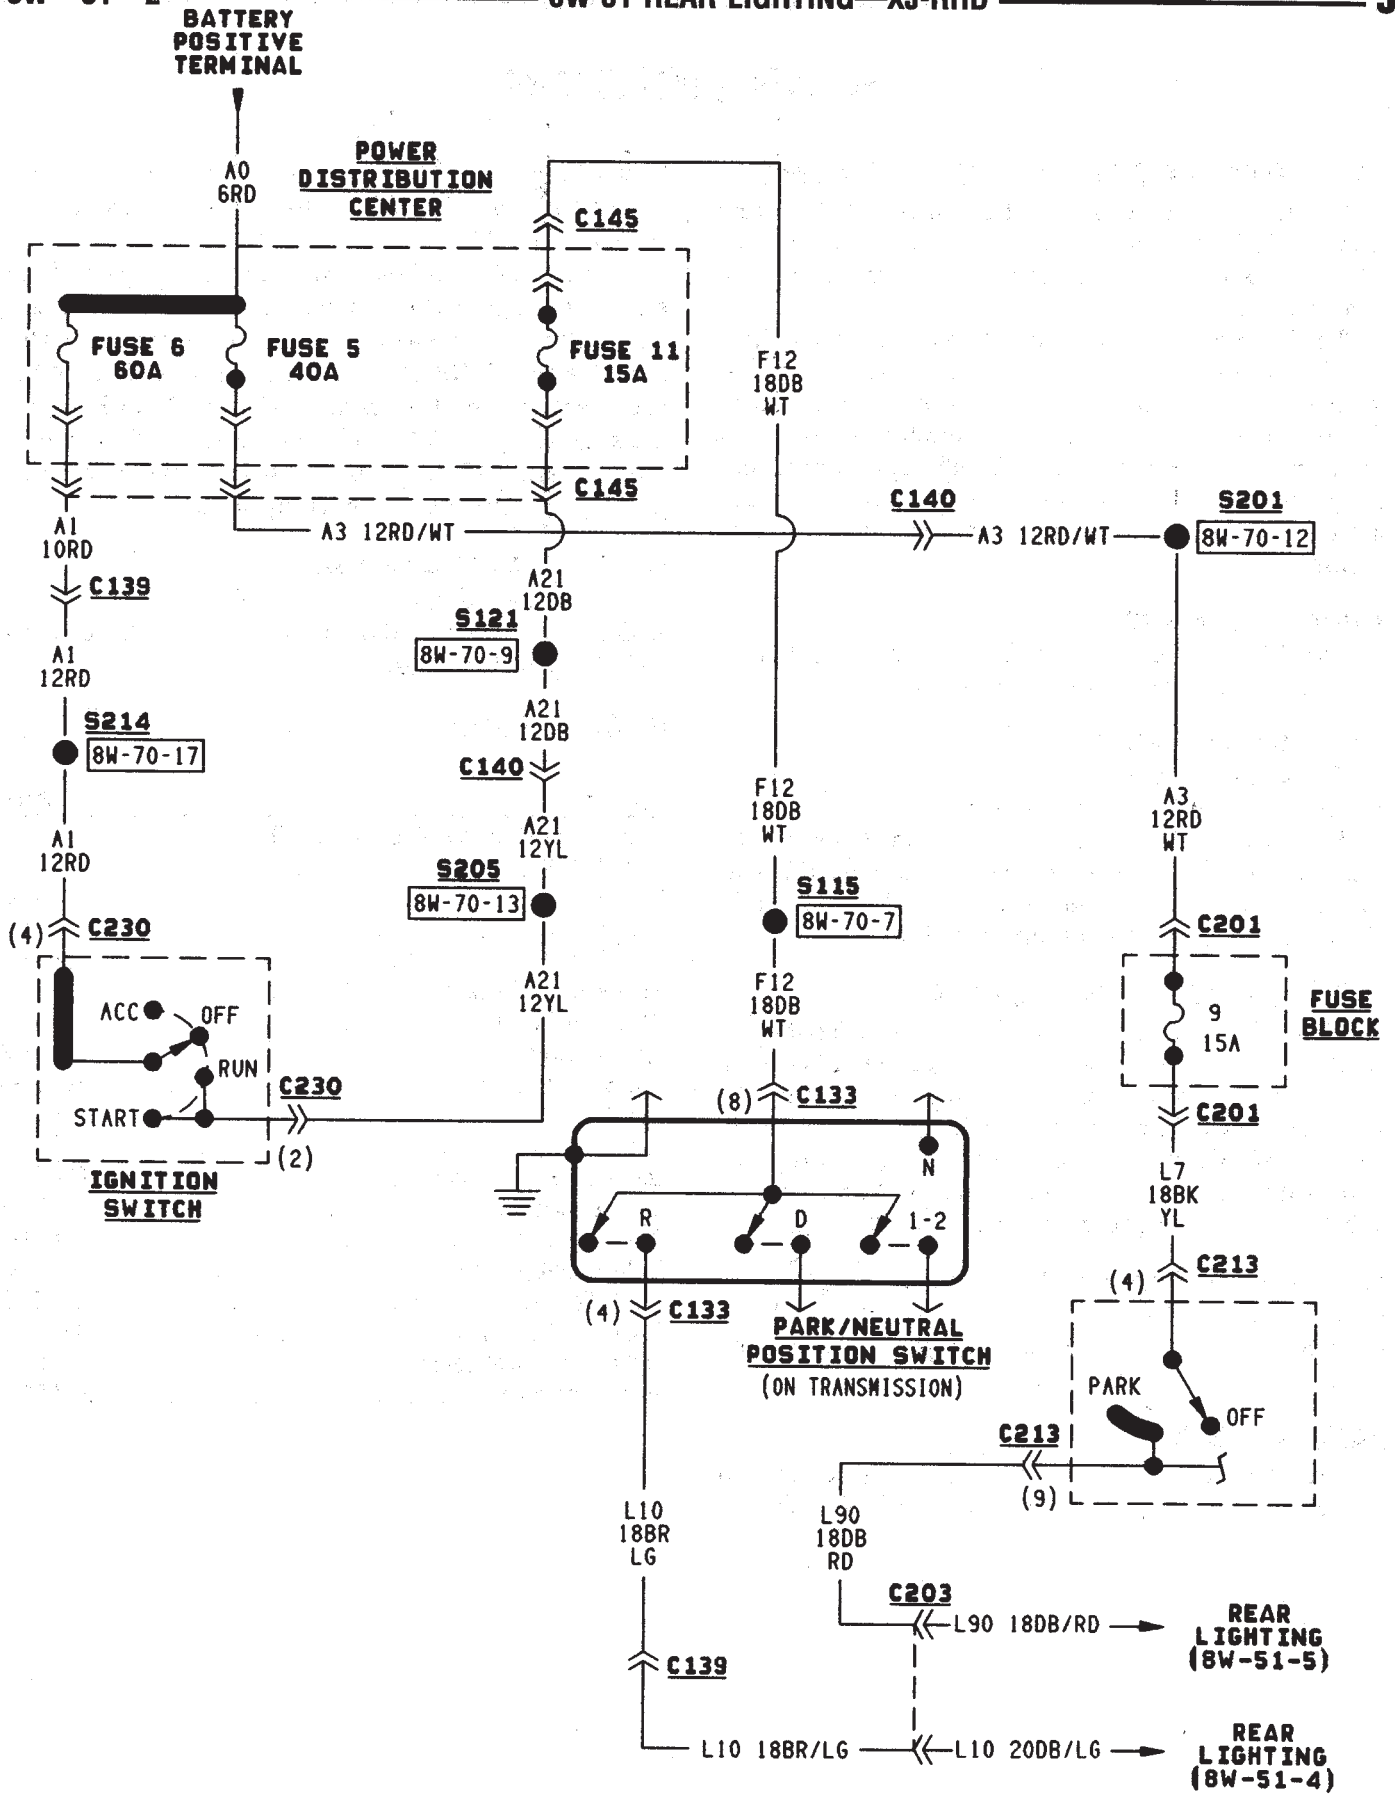 8W-51 REAR LIGHTING—XJ-RHD
BATTERY
POSITIVE
TERMINAL
A0
6RD
POWER
DISTRIBUTION
CENTER
C145
FUSE 6
60A
FUSE 5
40A
FUSE 11
15A
F12
18DB
WT
C145
C140
S201
A1
10RD
A3 12RD/WT
A3 12RD/WT
8W-70-12
C139
A21
12DB
S121
8W-70-9
A1
12RD
A21
12DB
S214
8W-70-17
C140
F12
18DB
WT
A3
12RD
WT
A1
12RD
A21
12YL
S205
8W-70-13
S115
8W-70-7
(4)
C230
C201
A21
12YL
F12
18DB
WT
ACC
OFF
RUN
START
9
15A
FUSE
BLOCK
C230
(2)
(8)
C133
C201
IGNITION
SWITCH
N
L7
18BK
YL
R
D
1-2
C213
(4)
(4)
C133
PARK/NEUTRAL
POSITION SWITCH
(ON TRANSMISSION)
PARK
OFF
C213
(9)
L10
18BR
LG
L90
18DB
RD
C203
L90 18DB/RD
REAR
LIGHTING
(8W-51-5)
C139
L10 18BR/LG
L10 20DB/LG
REAR
LIGHTING
(8W-51-4)